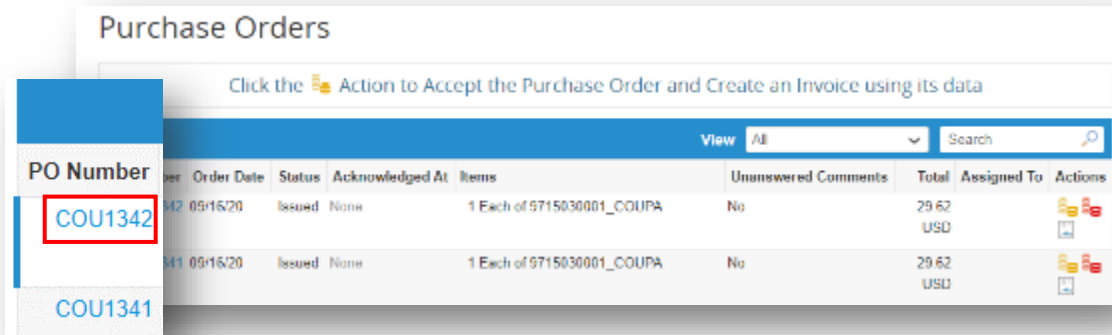 Purchase Orders
Click the Action to Accept the Purchase Order and Create an Invoice using its data
View All Search
PO Number ber Order Date Status Acknowledged At Items Unanswered Comments Total Assigned To Actions
COU1342 342 09/16/20 Issued None 1 Each of 9715030001_COUPA No 29.62
USD
COU1341 341 09/16/20 Issued None 1 Each of 9715030001_COUPA No 29.62
USD